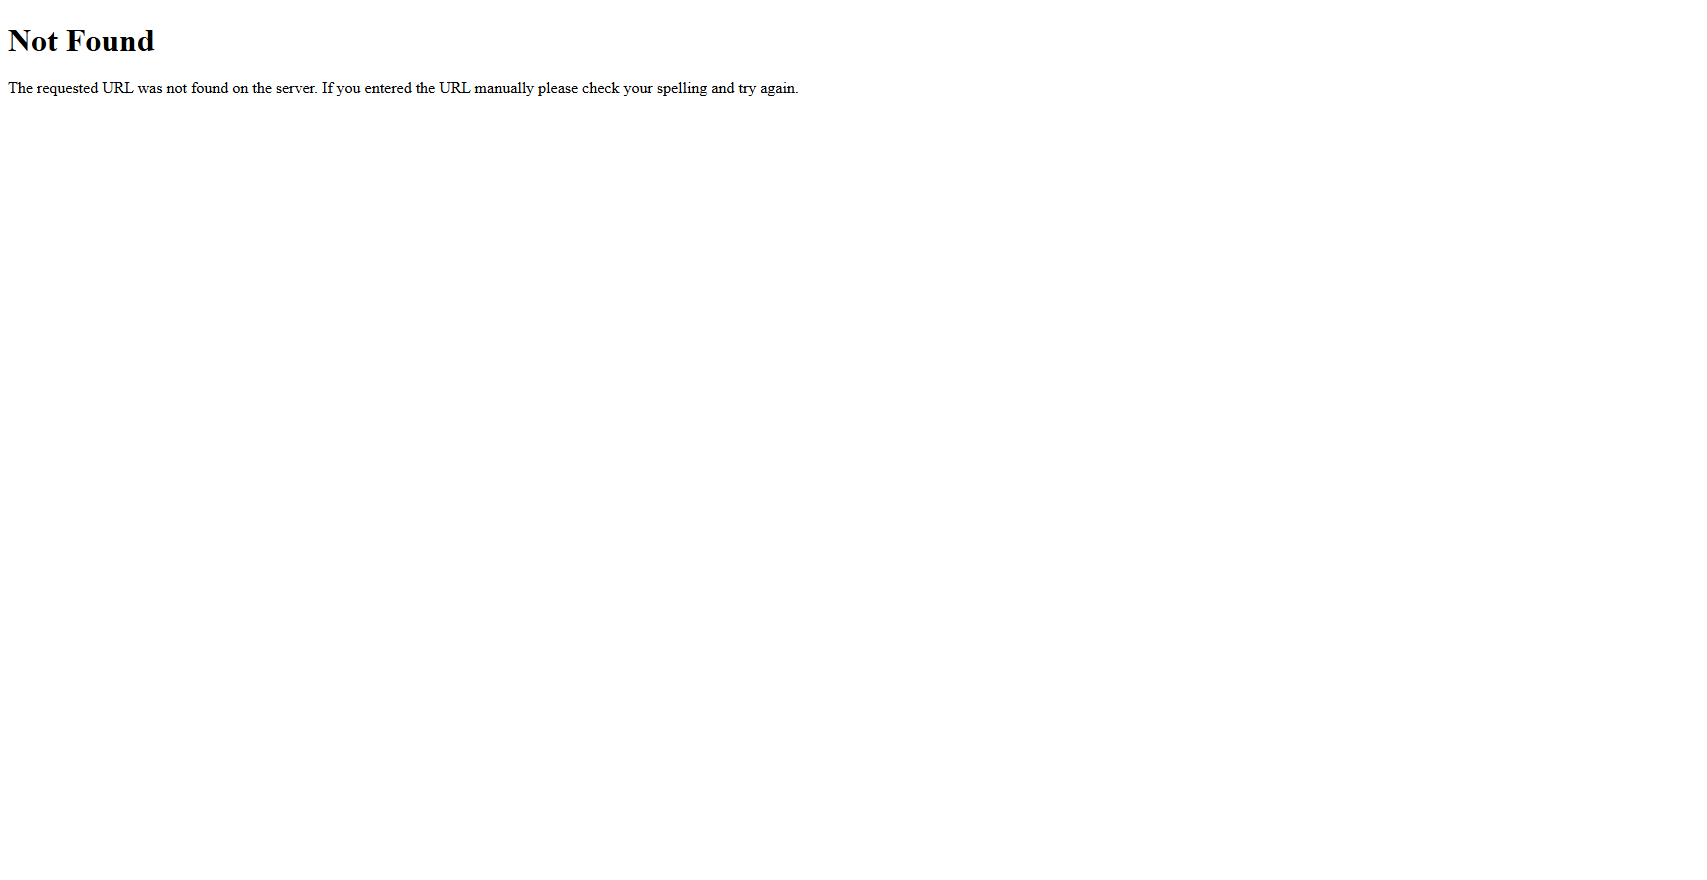 Not Found
The requested URL was not found on the server. If you entered the URL manually please check your spelling and try again.